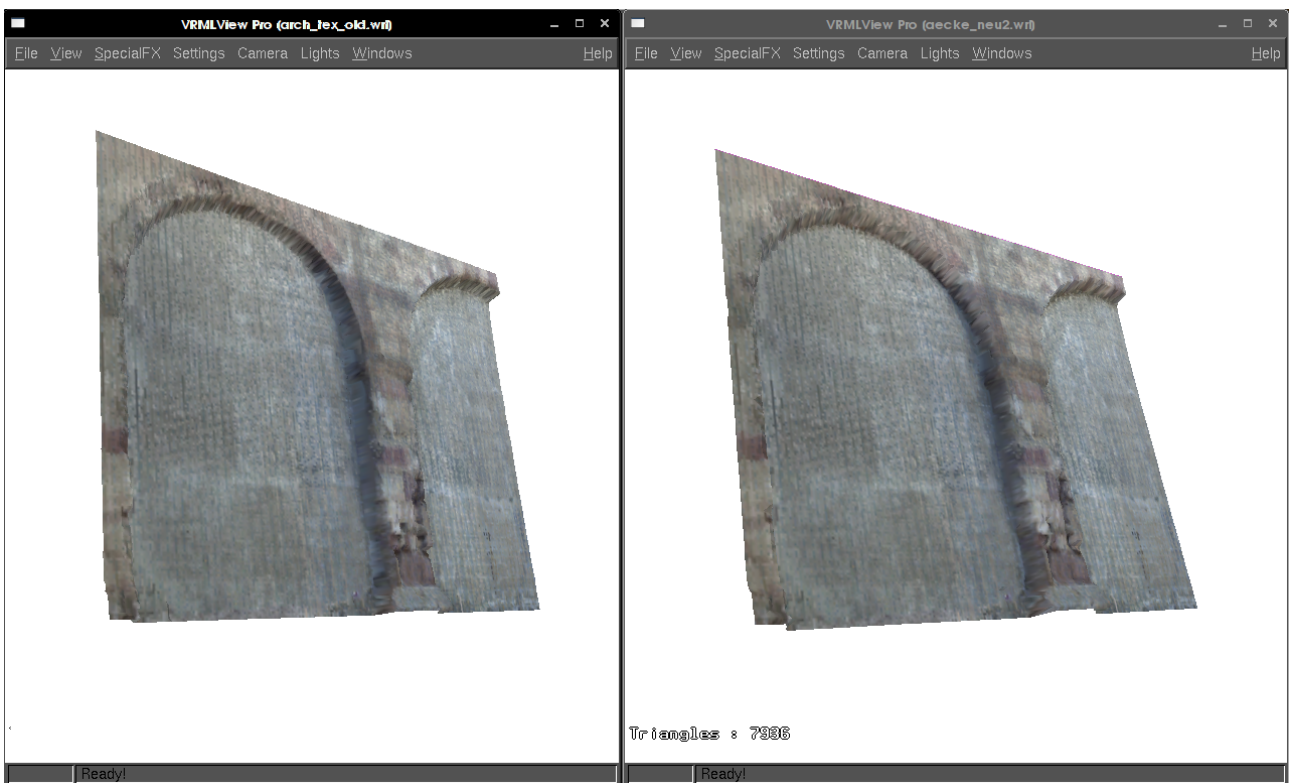 VRMLView Pro (arch_tex_old.wrl)
File View SpecialFX Settings Camera Lights Windows Help
Ready!
VRMLView Pro (aecke_neu2.wrl)
File View SpecialFX Settings Camera Lights Windows Help
Triangles :
Ready!